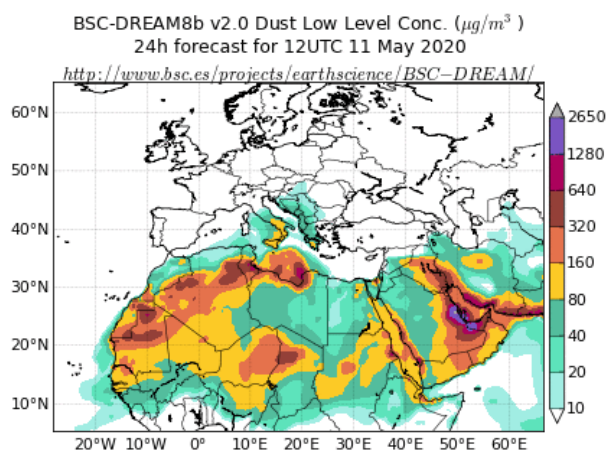 BSC-DREAM8b v2.0 Dust Low Level Conc. (μg/m³ )
24h forecast for 12UTC 11 May 2020
http://www.bsc.es/projects/earthscience/BSC−DREAM/
60°N
50°N
40°N
30°N
20°N
10°N
20°W 10°W 0° 10°E 20°E 30°E 40°E 50°E 60°E
2650
1280
640
320
160
80
40
20
10